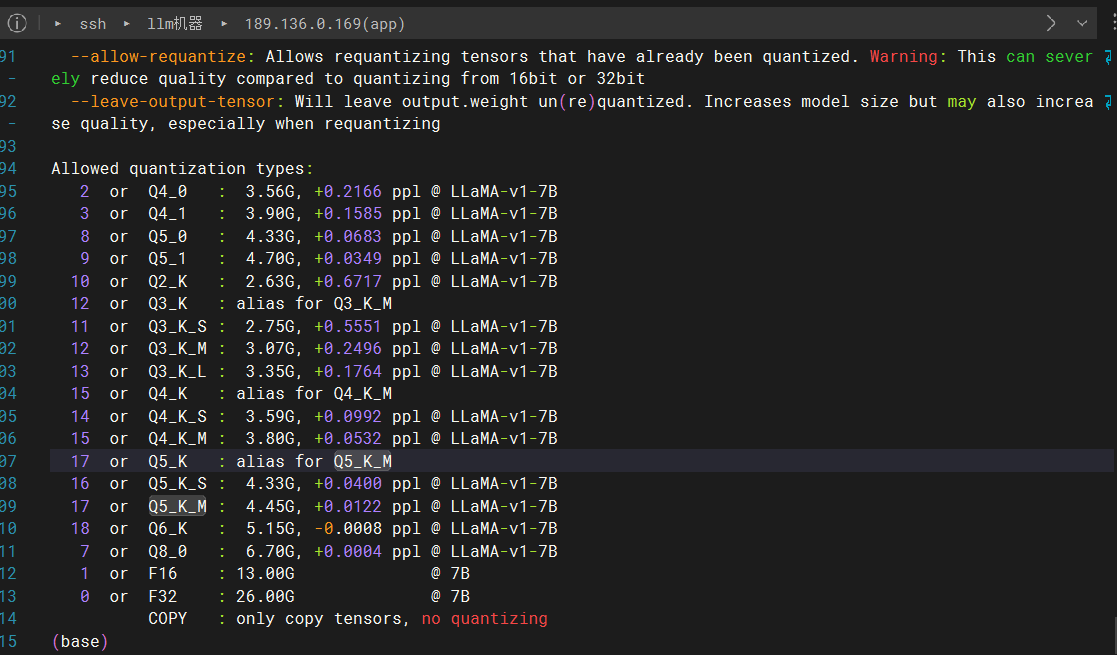 ssh ▸ llm机器 ▸ 189.136.0.169(app)
91   --allow-requantize: Allows requantizing tensors that have already been quantized. Warning: This can sever
- ely reduce quality compared to quantizing from 16bit or 32bit
92   --leave-output-tensor: Will leave output.weight un(re)quantized. Increases model size but may also increa
- se quality, especially when requantizing
93
94 Allowed quantization types:
95    2  or  Q4_0   :  3.56G, +0.2166 ppl @ LLaMA-v1-7B
96    3  or  Q4_1   :  3.90G, +0.1585 ppl @ LLaMA-v1-7B
97    8  or  Q5_0   :  4.33G, +0.0683 ppl @ LLaMA-v1-7B
98    9  or  Q5_1   :  4.70G, +0.0349 ppl @ LLaMA-v1-7B
99   10  or  Q2_K   :  2.63G, +0.6717 ppl @ LLaMA-v1-7B
00   12  or  Q3_K   : alias for Q3_K_M
01   11  or  Q3_K_S :  2.75G, +0.5551 ppl @ LLaMA-v1-7B
02   12  or  Q3_K_M :  3.07G, +0.2496 ppl @ LLaMA-v1-7B
03   13  or  Q3_K_L :  3.35G, +0.1764 ppl @ LLaMA-v1-7B
04   15  or  Q4_K   : alias for Q4_K_M
05   14  or  Q4_K_S :  3.59G, +0.0992 ppl @ LLaMA-v1-7B
06   15  or  Q4_K_M :  3.80G, +0.0532 ppl @ LLaMA-v1-7B
07   17  or  Q5_K   : alias for Q5_K_M
08   16  or  Q5_K_S :  4.33G, +0.0400 ppl @ LLaMA-v1-7B
09   17  or  Q5_K_M :  4.45G, +0.0122 ppl @ LLaMA-v1-7B
10   18  or  Q6_K   :  5.15G, -0.0008 ppl @ LLaMA-v1-7B
11    7  or  Q8_0   :  6.70G, +0.0004 ppl @ LLaMA-v1-7B
12    1  or  F16    : 13.00G              @ 7B
13    0  or  F32    : 26.00G              @ 7B
14           COPY   : only copy tensors, no quantizing
15 (base)